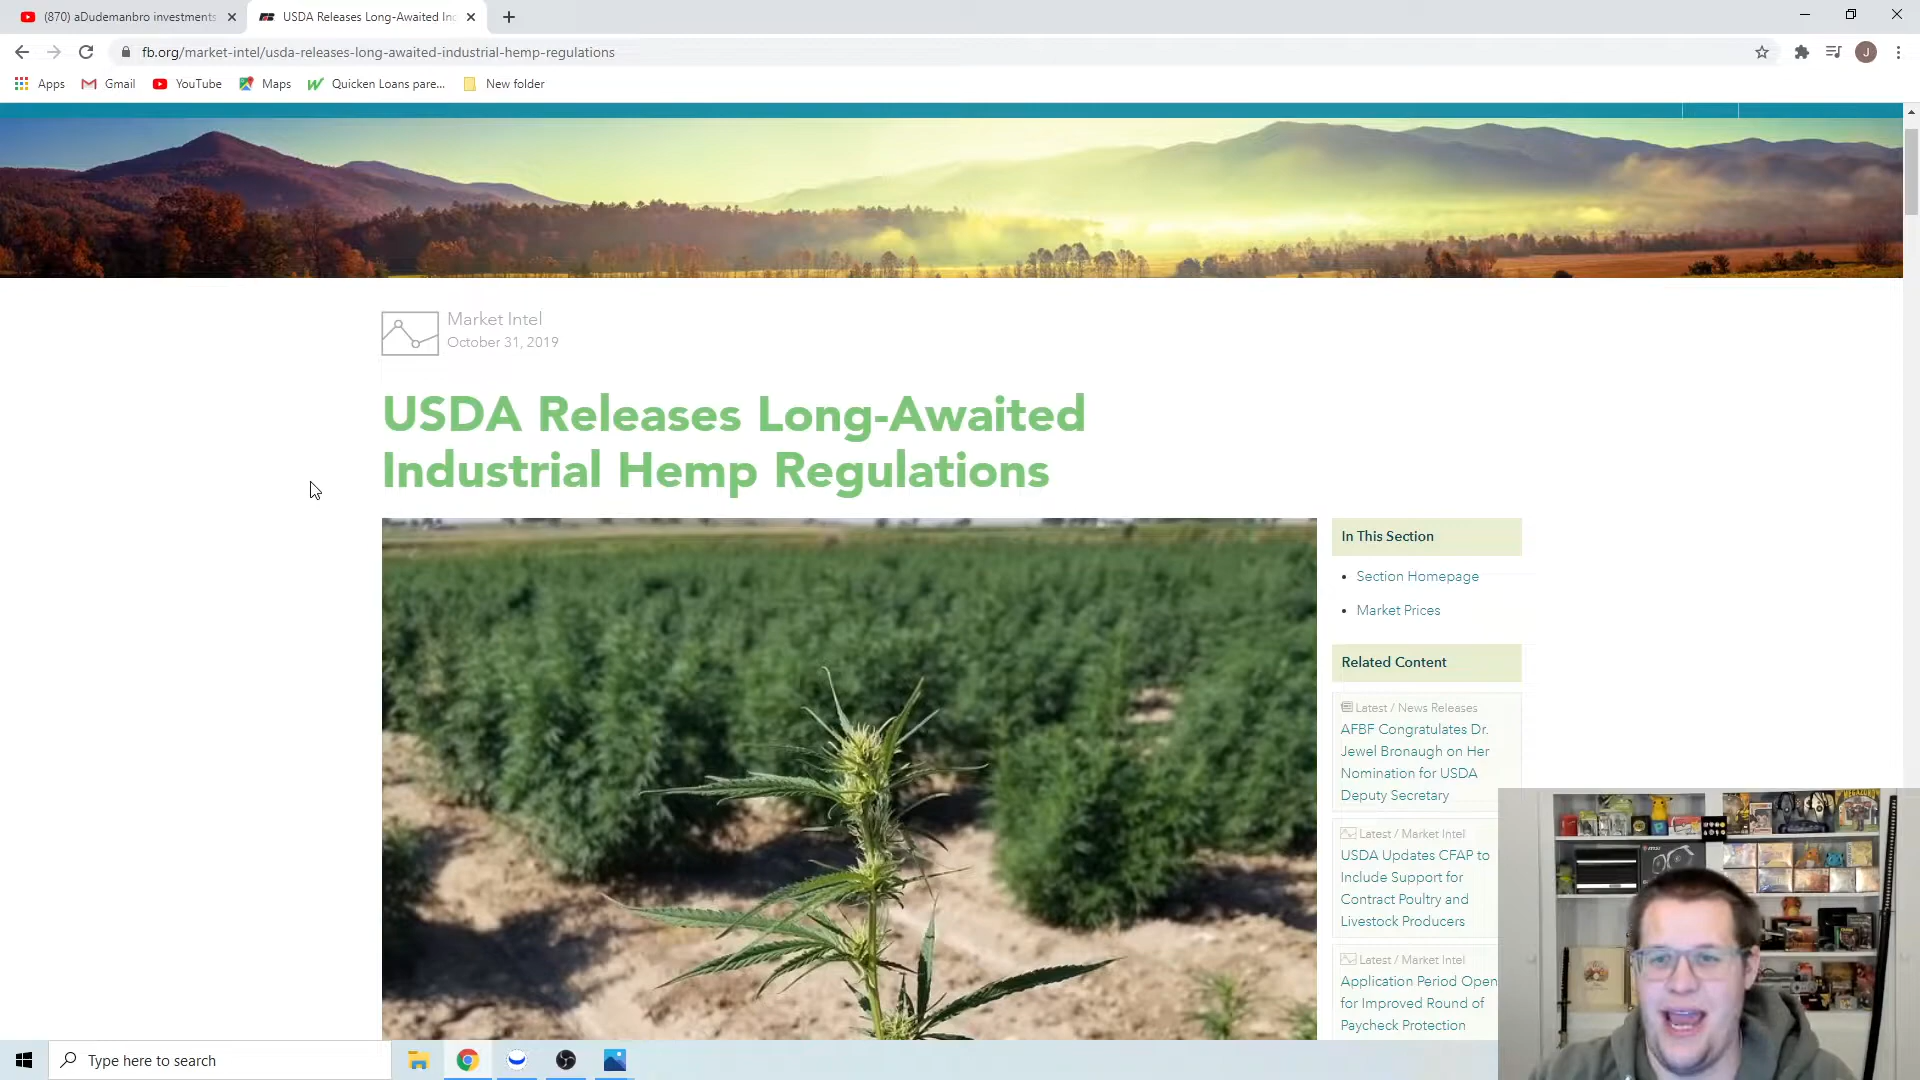 (870) aDudemanbro investments
USDA Releases Long-Awaited In
fb.org/market-intel/usda-releases-long-awaited-industrial-hemp-regulations
J
Apps
Gmail
YouTube
Maps
Quicken Loans pare...
New folder
Market Intel
October 31, 2019
USDA Releases Long-Awaited
Industrial Hemp Regulations
In This Section
Section Homepage
Market Prices
Related Content
Latest / News Releases
AFBF Congratulates Dr.
Jewel Bronaugh on Her
Nomination for USDA
Deputy Secretary
Latest / Market Intel
USDA Updates CFAP to
Include Support for
Contract Poultry and
Livestock Producers
Latest / Market Intel
Application Period Open
for Improved Round of
Paycheck Protection
Type here to search